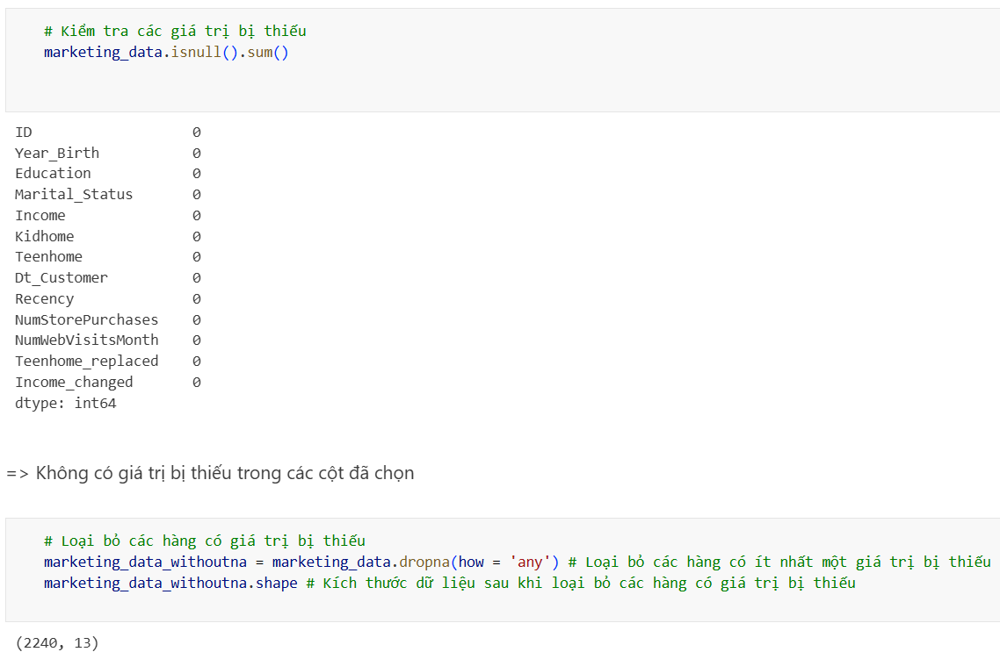 # Kiểm tra các giá trị bị thiếu
marketing_data.isnull().sum()
ID 0
Year_Birth 0
Education 0
Marital_Status 0
Income 0
Kidhome 0
Teenhome 0
Dt_Customer 0
Recency 0
NumStorePurchases 0
NumWebVisitsMonth 0
Teenhome_replaced 0
Income_changed 0
dtype: int64
=> Không có giá trị bị thiếu trong các cột đã chọn
# Loại bỏ các hàng có giá trị bị thiếu
marketing_data_withoutna = marketing_data.dropna(how = 'any') # Loại bỏ các hàng có ít nhất một giá trị bị thiếu
marketing_data_withoutna.shape # Kích thước dữ liệu sau khi loại bỏ các hàng có giá trị bị thiếu
(2240, 13)